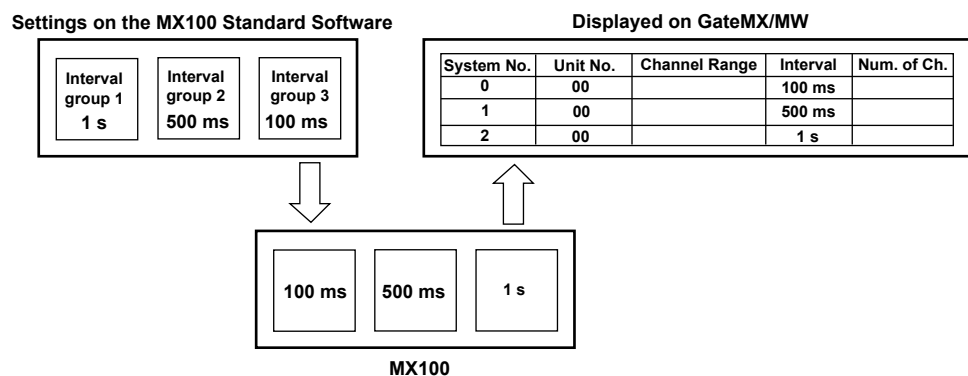 Settings on the MX100 Standard Software
Interval
group 1
1 s
Interval
group 2
500 ms
Interval
group 3
100 ms
Displayed on GateMX/MW
System No. Unit No. Channel Range Interval Num. of Ch.
0 00 100 ms
1 00 500 ms
2 00 1 s
100 ms
500 ms
1 s
MX100